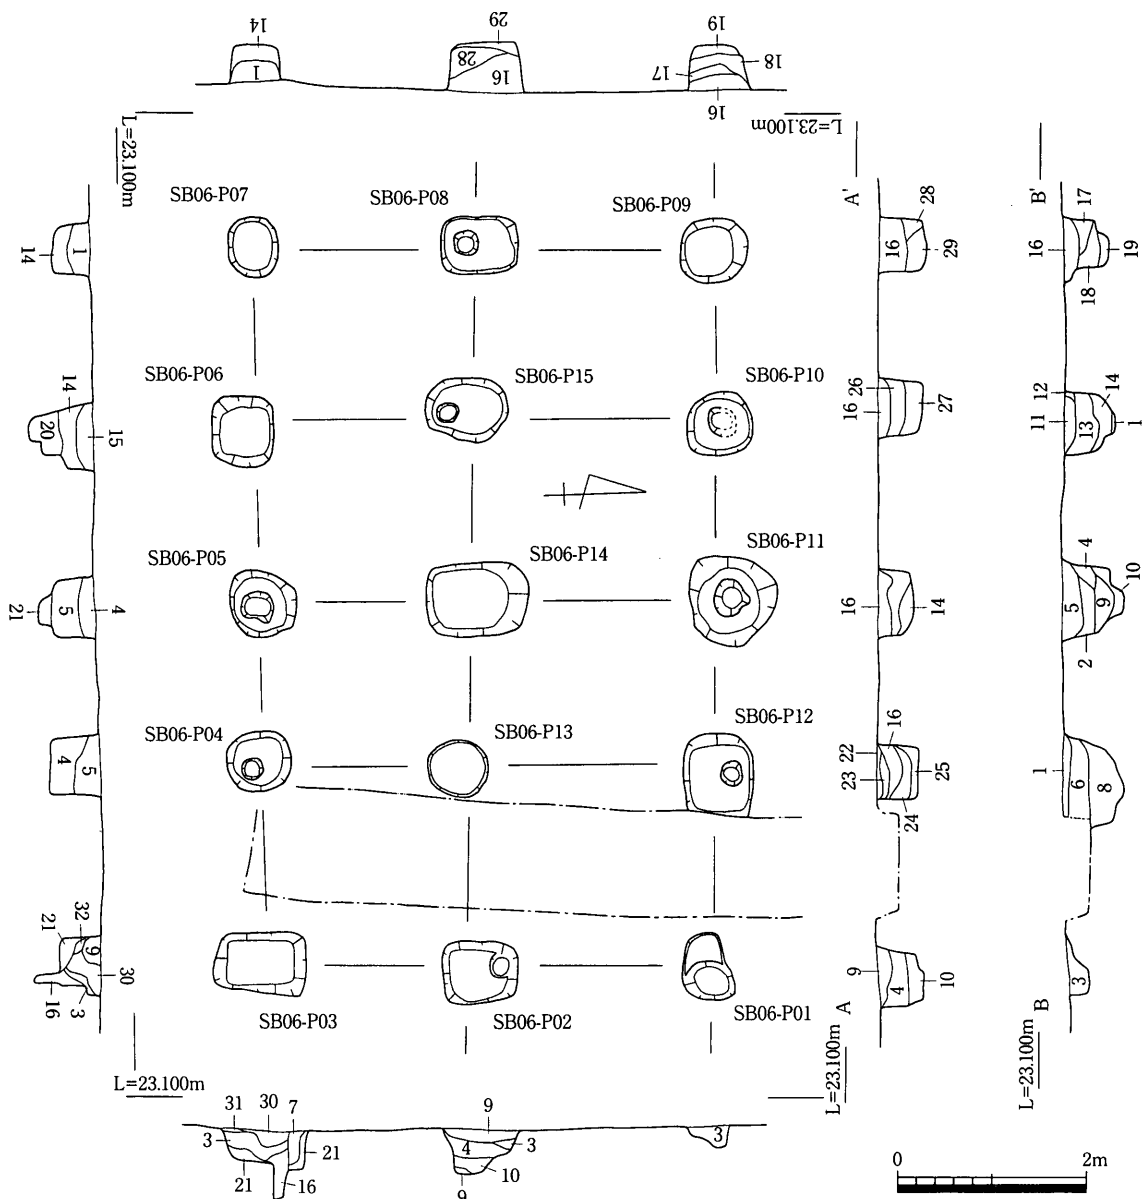 14
1
29
28
16
19
18
17
16
L=23.100m
L=23.100m
A'
B'
SB06-P07
SB06-P08
SB06-P09
14
1
28
16
29
17
16
19
18
SB06-P06
SB06-P15
SB06-P10
14
20
15
26
16
27
12
14
11
13
1
SB06-P05
SB06-P14
SB06-P11
21
5
4
16
14
4
10
5
9
2
SB06-P04
SB06-P13
SB06-P12
4
5
16
22
23
25
24
1
6
8
21
32
9
30
16
3
SB06-P03
SB06-P02
SB06-P01
9
4
10
3
A
B
L=23.100m
L=23.100m
L=23.100m
31
30
7
3
21
21
16
9
4
3
10
9
3
0
2m